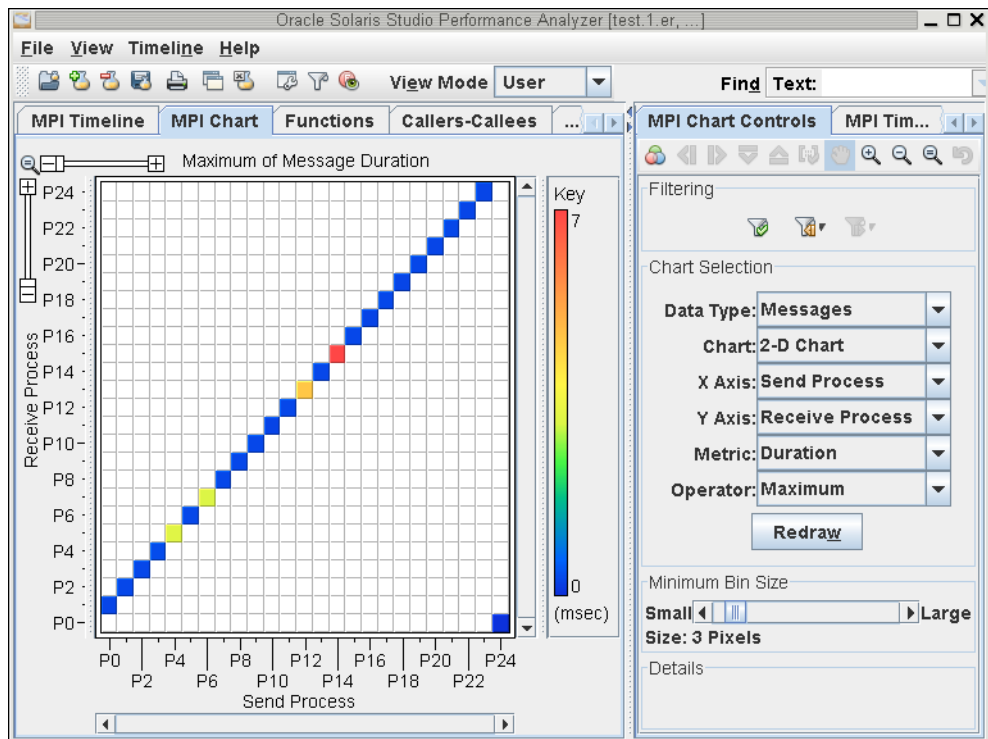 Oracle Solaris Studio Performance Analyzer [test.1.er, ...]
File View Timeline Help
View Mode User Find Text:
MPI Timeline MPI Chart Functions Callers-Callees ...
MPI Chart Controls MPI Tim...
Maximum of Message Duration
Receive Process
P24
P22
P20
P18
P16
P14
P12
P10
P8
P6
P4
P2
P0
P0 P4 P8 P12 P16 P20 P24
P2 P6 P10 P14 P18 P22
Send Process
Key
7
0
(msec)
Filtering
Chart Selection
Data Type: Messages
Chart: 2-D Chart
X Axis: Send Process
Y Axis: Receive Process
Metric: Duration
Operator: Maximum
Redraw
Minimum Bin Size
Small Large
Size: 3 Pixels
Details